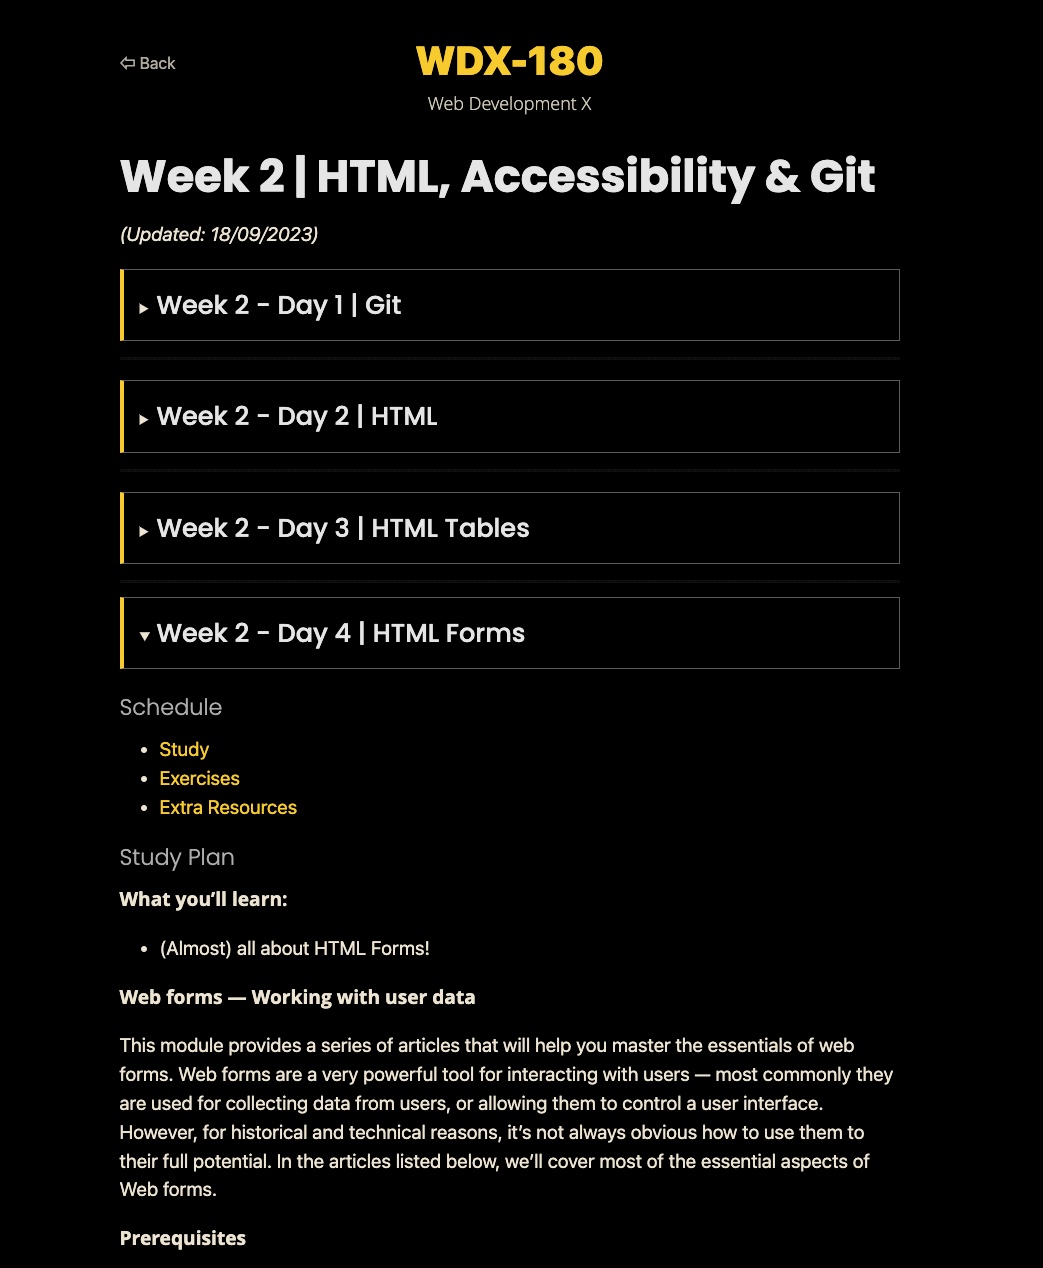 ⇦ Back
WDX-180
Web Development X
Week 2 | HTML, Accessibility & Git
(Updated: 18/09/2023)
▸ Week 2 - Day 1 | Git
▸ Week 2 - Day 2 | HTML
▸ Week 2 - Day 3 | HTML Tables
▾ Week 2 - Day 4 | HTML Forms
Schedule
• Study
• Exercises
• Extra Resources
Study Plan
What you’ll learn:
• (Almost) all about HTML Forms!
Web forms — Working with user data
This module provides a series of articles that will help you master the essentials of web
forms. Web forms are a very powerful tool for interacting with users — most commonly they
are used for collecting data from users, or allowing them to control a user interface.
However, for historical and technical reasons, it’s not always obvious how to use them to
their full potential. In the articles listed below, we’ll cover most of the essential aspects of
Web forms.
Prerequisites